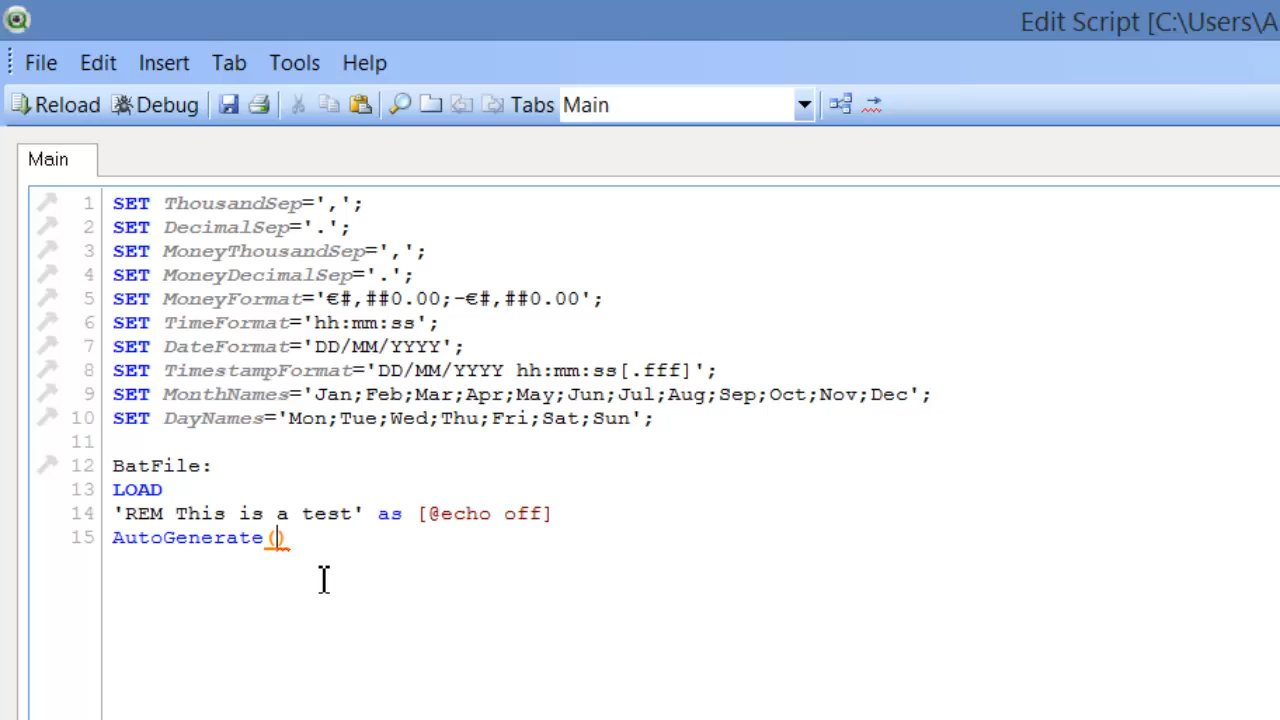 Edit Script [C:\Users\A
File Edit Insert Tab Tools Help
Reload Debug Tabs Main
Main
1 SET ThousandSep=',';
2 SET DecimalSep='.';
3 SET MoneyThousandSep=',';
4 SET MoneyDecimalSep='.';
5 SET MoneyFormat='€#,##0.00;-€#,##0.00';
6 SET TimeFormat='hh:mm:ss';
7 SET DateFormat='DD/MM/YYYY';
8 SET TimestampFormat='DD/MM/YYYY hh:mm:ss[.fff]';
9 SET MonthNames='Jan;Feb;Mar;Apr;May;Jun;Jul;Aug;Sep;Oct;Nov;Dec';
10 SET DayNames='Mon;Tue;Wed;Thu;Fri;Sat;Sun';
11
12 BatFile:
13 LOAD
14 'REM This is a test' as [@echo off]
15 AutoGenerate()